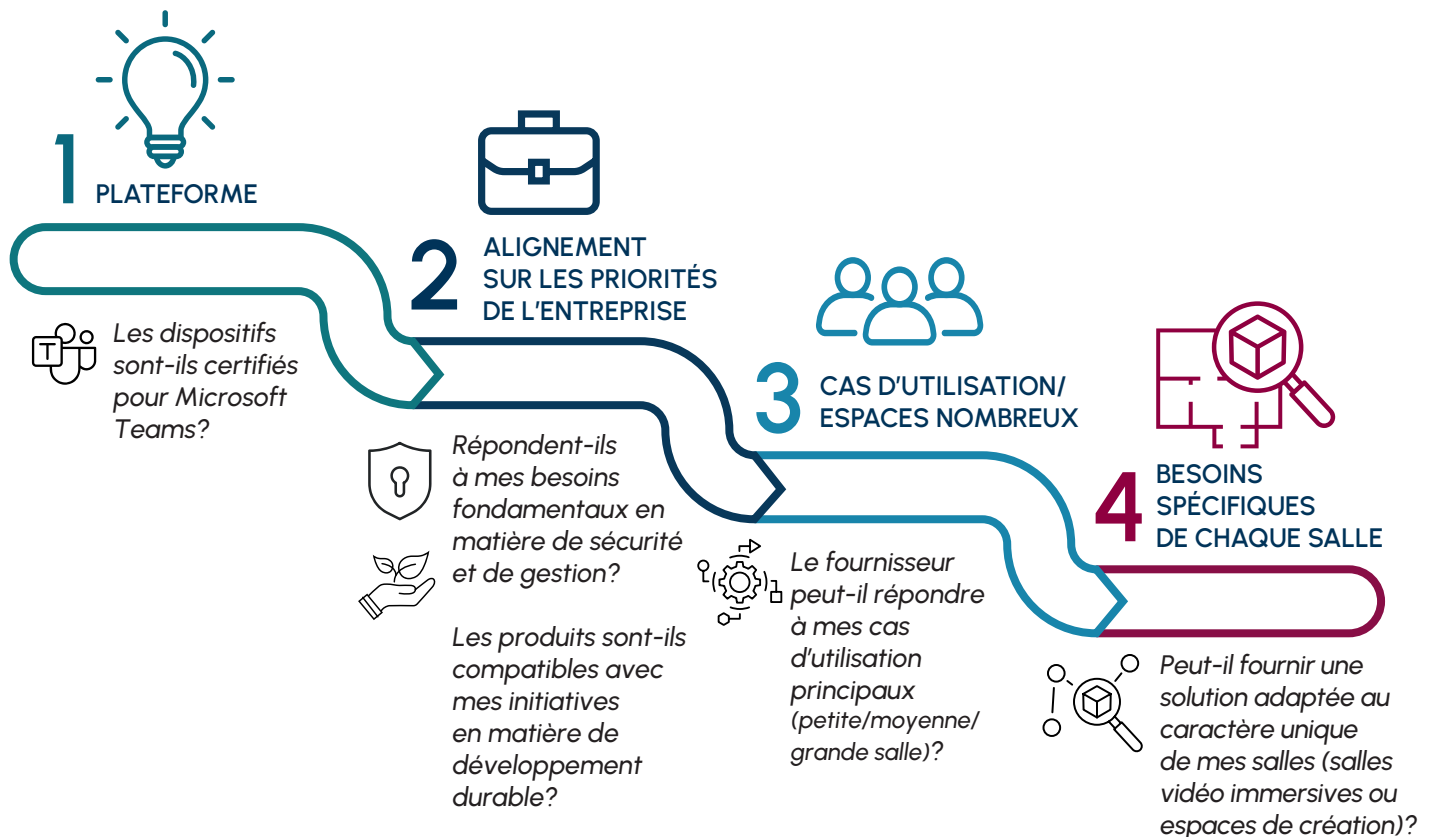 1
PLATEFORME
Les dispositifs
sont-ils certifiés
pour Microsoft
Teams?
2
ALIGNEMENT
SUR LES PRIORITÉS
DE L'ENTREPRISE
Répondent-ils
à mes besoins
fondamentaux en
matière de sécurité
et de gestion?
Les produits sont-ils
compatibles avec
mes initiatives
en matière de
développement
durable?
3
CAS D'UTILISATION/
ESPACES NOMBREUX
Le fournisseur
peut-il répondre
à mes cas
d'utilisation
principaux
(petite/moyenne/
grande salle)?
4
BESOINS
SPÉCIFIQUES
DE CHAQUE SALLE
Peut-il fournir une
solution adaptée au
caractère unique
de mes salles (salles
vidéo immersives ou
espaces de création)?
T